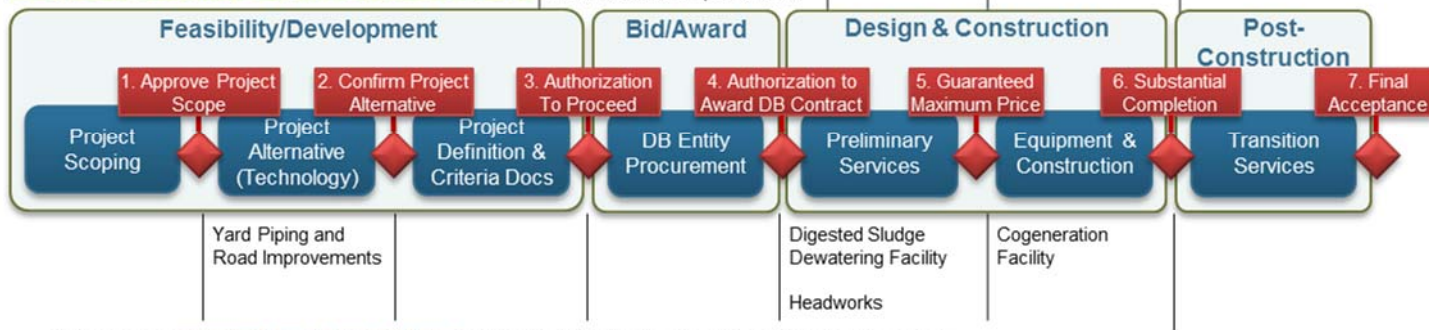 Feasibility/Development
Bid/Award
Design & Construction
Post-
Construction
1. Approve Project
Scope
2. Confirm Project
Alternative
3. Authorization
To Proceed
4. Authorization to
Award DB Contract
5. Guaranteed
Maximum Price
6. Substantial
Completion
7. Final
Acceptance
Project
Scoping
Project
Alternative
(Technology)
Project
Definition &
Criteria Docs
DB Entity
Procurement
Preliminary
Services
Equipment &
Construction
Transition
Services
Yard Piping and
Road Improvements
Digested Sludge
Dewatering Facility
Headworks
Cogeneration
Facility